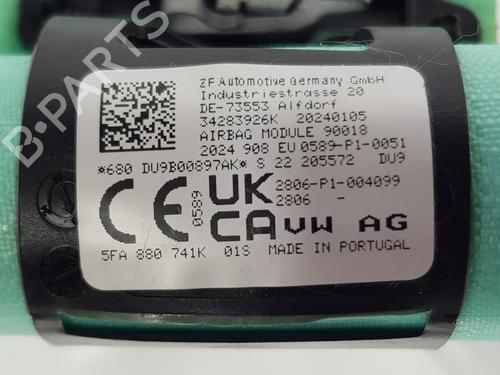 ZF Automotive Germany GmbH
Industriestrasse 20
DE-73553 Alfdorf
34283926K 20240105
AIRBAG MODULE 90018
2024 908 EU 0589-P1-0051
*680 DU9B00897AK* S 22 205572 DU9
CE 0589 UK CA
2806-P1-004099
2806 -
VW AG
5FA 880 741K 01S MADE IN PORTUGAL
B-PARTS